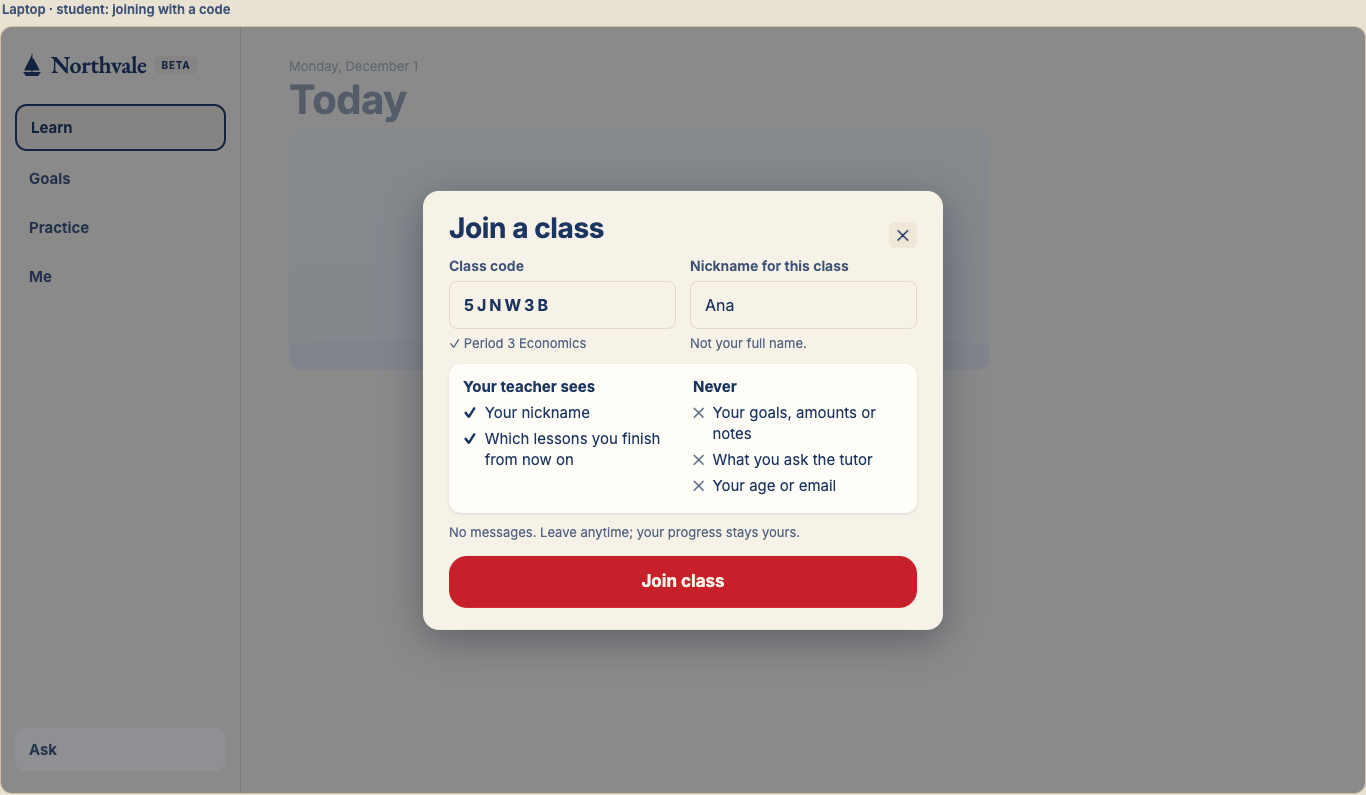 Laptop · student: joining with a code
Northvale BETA
Learn
Goals
Practice
Me
Ask
Monday, December 1
Today
Join a class
Class code
5JNW3B
✓ Period 3 Economics
Nickname for this class
Ana
Not your full name.
Your teacher sees
✔ Your nickname
✔ Which lessons you finish
from now on
Never
✕ Your goals, amounts or
notes
✕ What you ask the tutor
✕ Your age or email
No messages. Leave anytime; your progress stays yours.
Join class